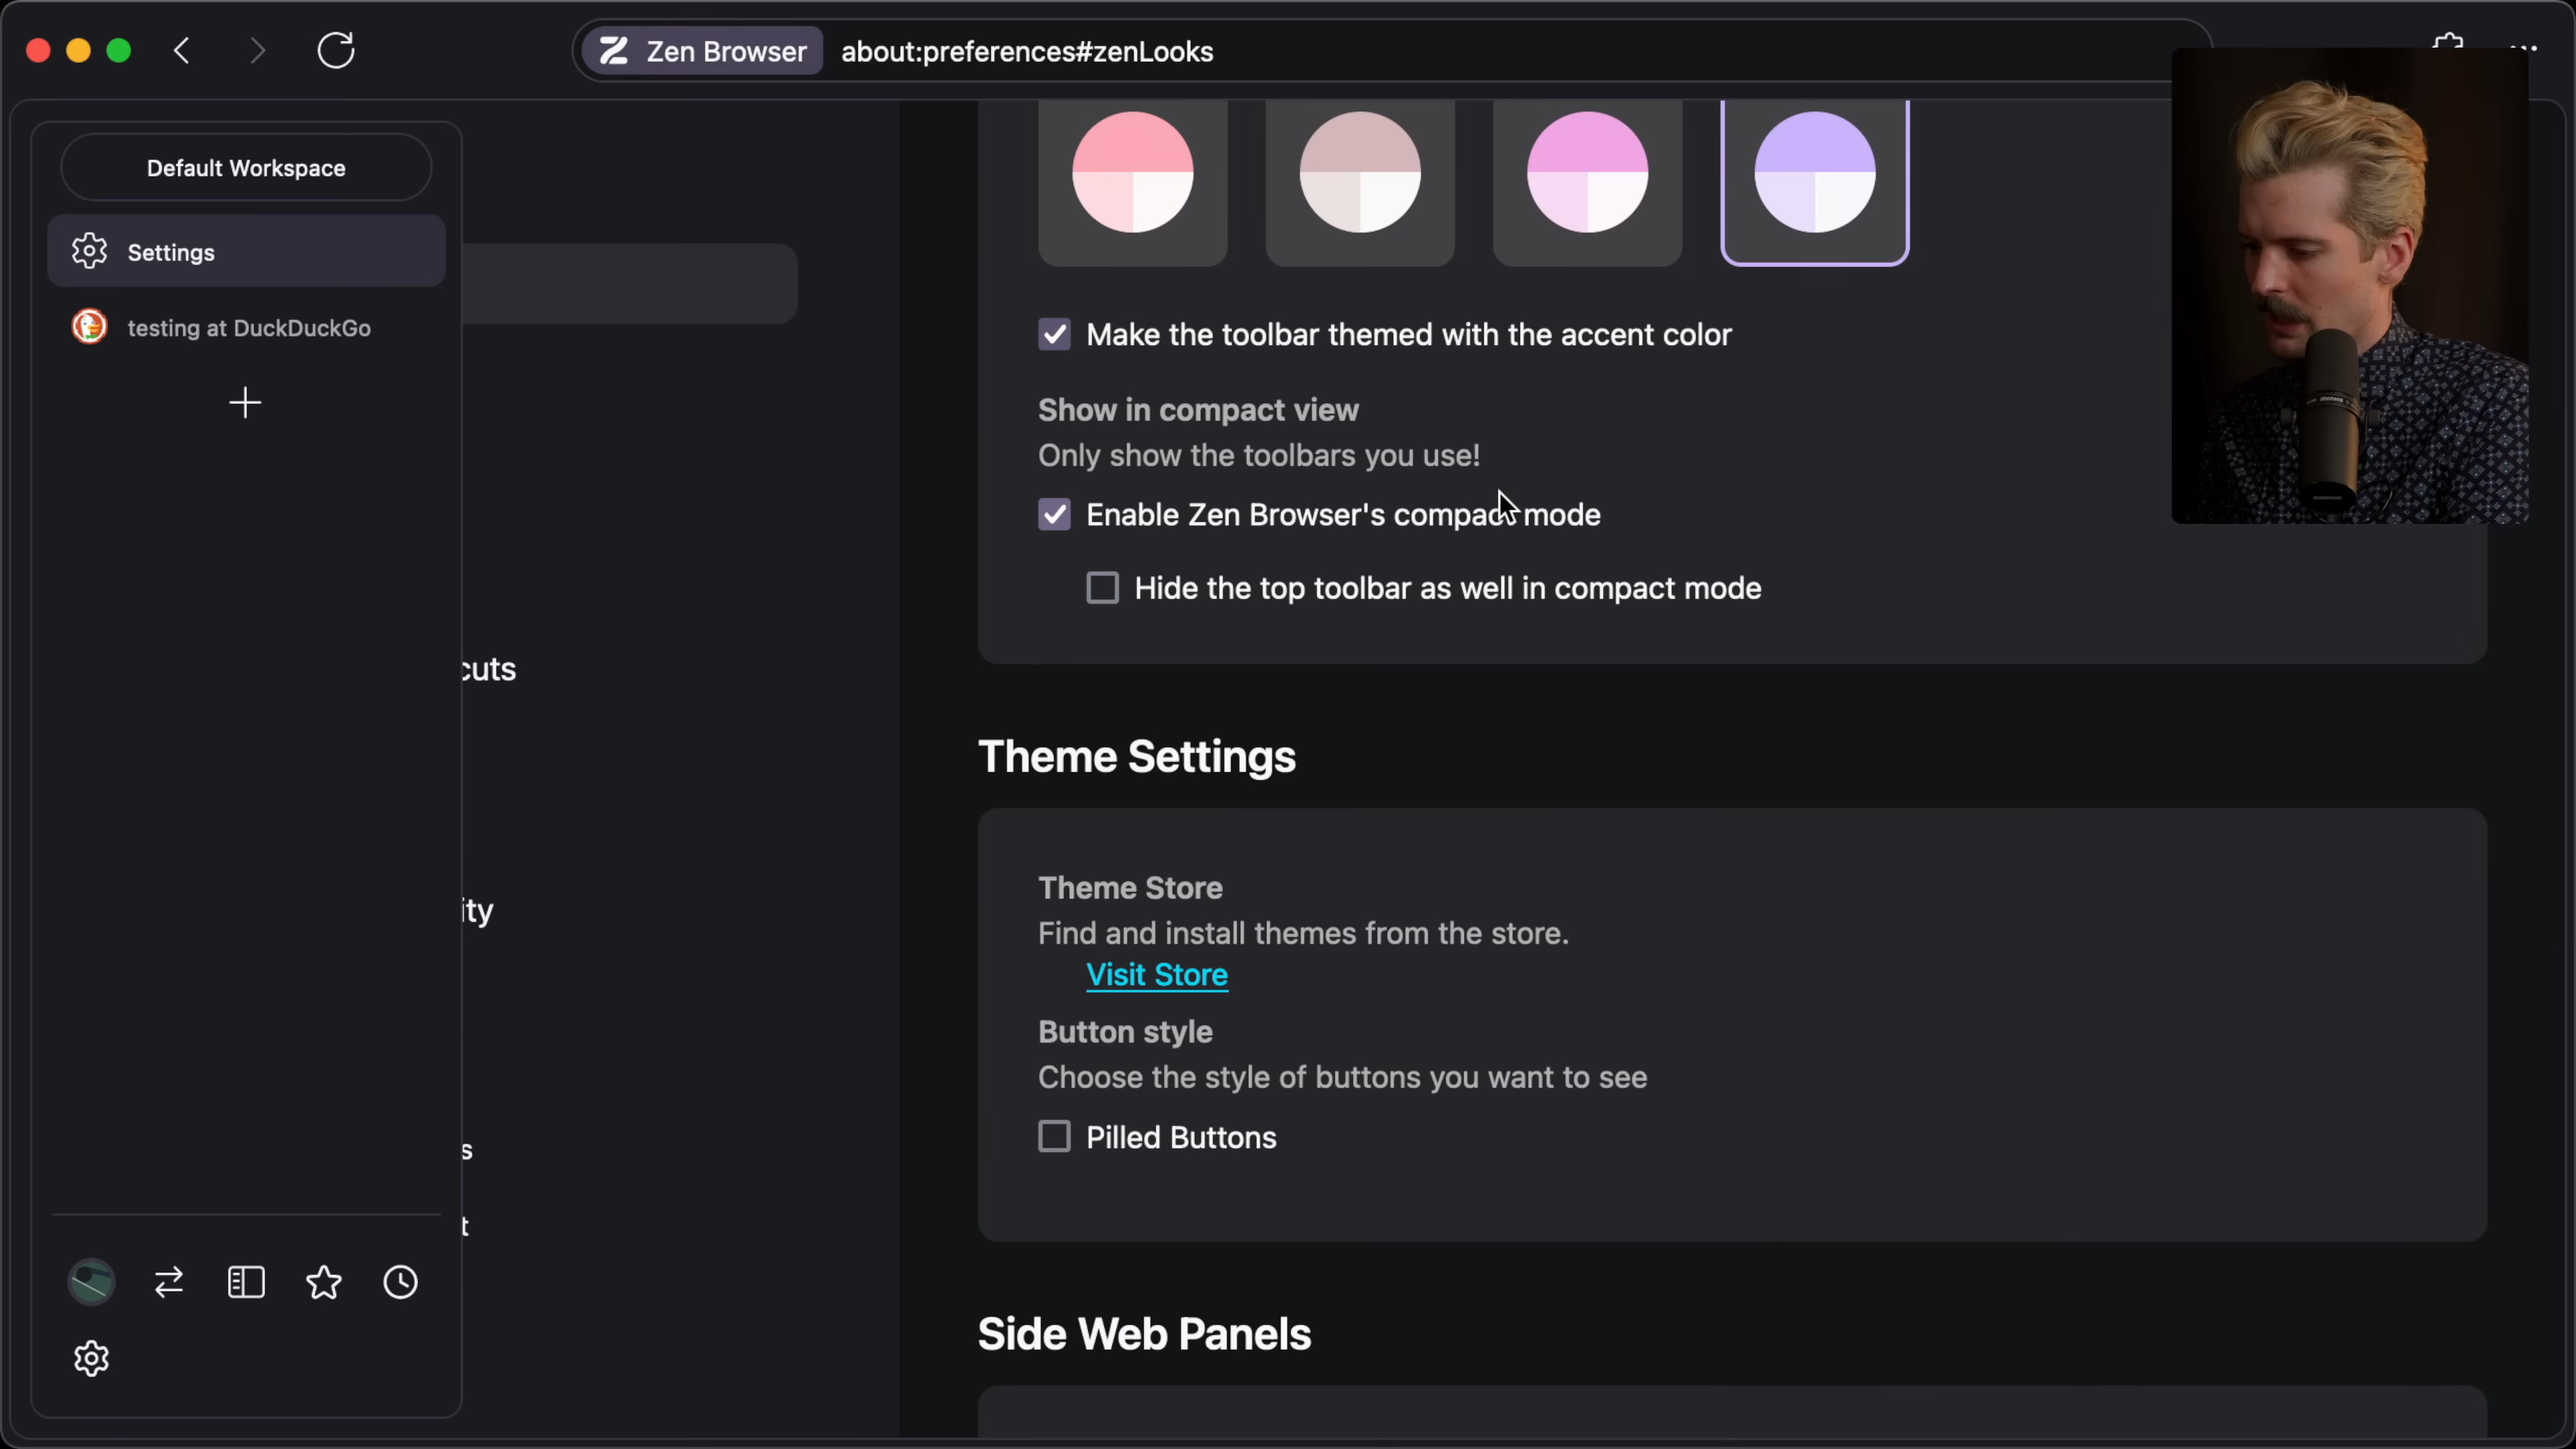 Zen Browser about:preferences#zenLooks
Default Workspace
Settings
testing at DuckDuckGo
cuts
ity
s
t
Make the toolbar themed with the accent color
Show in compact view
Only show the toolbars you use!
Enable Zen Browser's compact mode
Hide the top toolbar as well in compact mode
Theme Settings
Theme Store
Find and install themes from the store.
Visit Store
Button style
Choose the style of buttons you want to see
Pilled Buttons
Side Web Panels